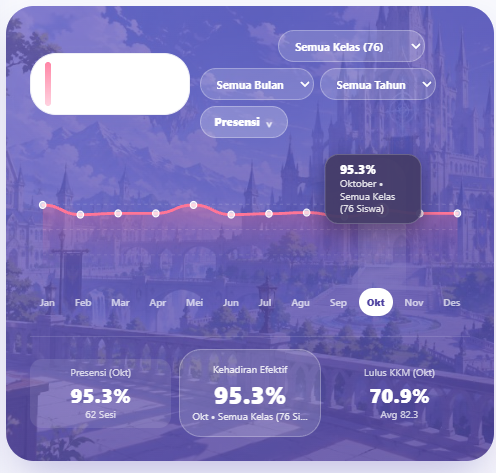 Semua Kelas (76)
Semua Bulan
Semua Tahun
Presensi
95.3%
Oktober •
Semua Kelas
(76 Siswa)
Jan Feb Mar Apr Mei Jun Jul Agu Sep Okt Nov Des
Presensi (Okt)
95.3%
62 Sesi
Kehadiran Efektif
95.3%
Okt • Semua Kelas (76 Si...
Lulus KKM (Okt)
70.9%
Avg 82.3